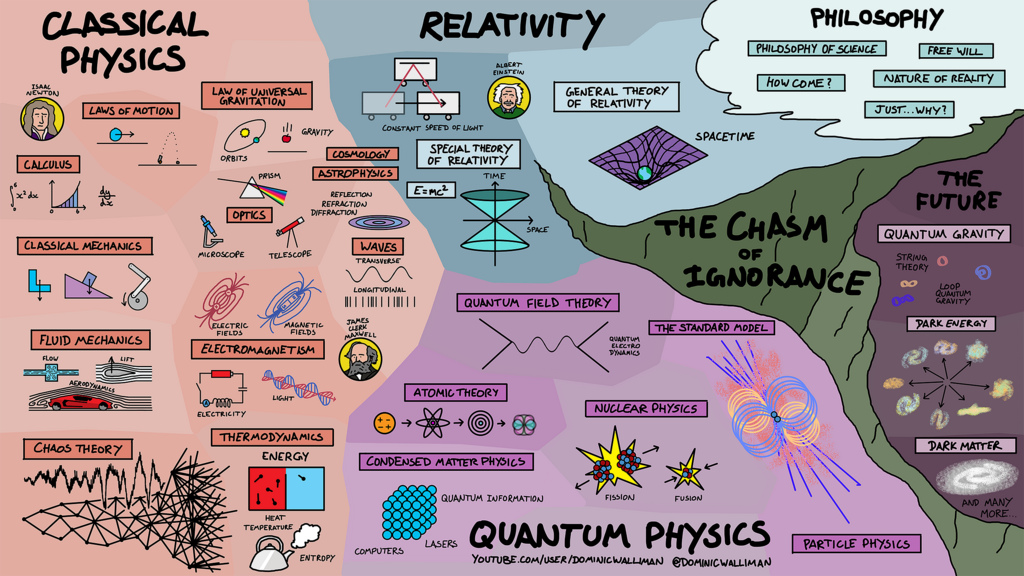 CLASSICAL
PHYSICS
ISAAC
NEWTON
LAWS OF MOTION
LAW OF UNIVERSAL
GRAVITATION
GRAVITY
ORBITS
CALCULUS
∫₀⁶ x² dx
dy/dx
COSMOLOGY
ASTROPHYSICS
PRISM
OPTICS
MICROSCOPE
TELESCOPE
REFLECTION
REFRACTION
DIFFRACTION
WAVES
TRANSVERSE
LONGITUDINAL
CLASSICAL MECHANICS
ELECTRIC
FIELDS
MAGNETIC
FIELDS
JAMES
CLERK
MAXWELL
FLUID MECHANICS
FLOW
LIFT
AERODYNAMICS
ELECTROMAGNETISM
ELECTRICITY
LIGHT
CHAOS THEORY
THERMODYNAMICS
ENERGY
HEAT
TEMPERATURE
ENTROPY
RELATIVITY
ALBERT
EINSTEIN
CONSTANT SPEED OF LIGHT
GENERAL THEORY
OF RELATIVITY
SPACETIME
SPECIAL THEORY
OF RELATIVITY
E=mc²
TIME
SPACE
PHILOSOPHY
PHILOSOPHY OF SCIENCE
FREE WILL
HOW COME?
NATURE OF REALITY
JUST...WHY?
THE CHASM
OF
IGNORANCE
THE
FUTURE
QUANTUM GRAVITY
STRING
THEORY
LOOP
QUANTUM
GRAVITY
DARK ENERGY
DARK MATTER
AND MANY
MORE...
QUANTUM FIELD THEORY
QUANTUM
ELECTRO
DYNAMICS
THE STANDARD MODEL
ATOMIC THEORY
NUCLEAR PHYSICS
FISSION
FUSION
CONDENSED MATTER PHYSICS
QUANTUM INFORMATION
LASERS
COMPUTERS
PARTICLE PHYSICS
QUANTUM PHYSICS
YOUTUBE.COM/USER/DOMINICWALLIMAN @DOMINICWALLIMAN